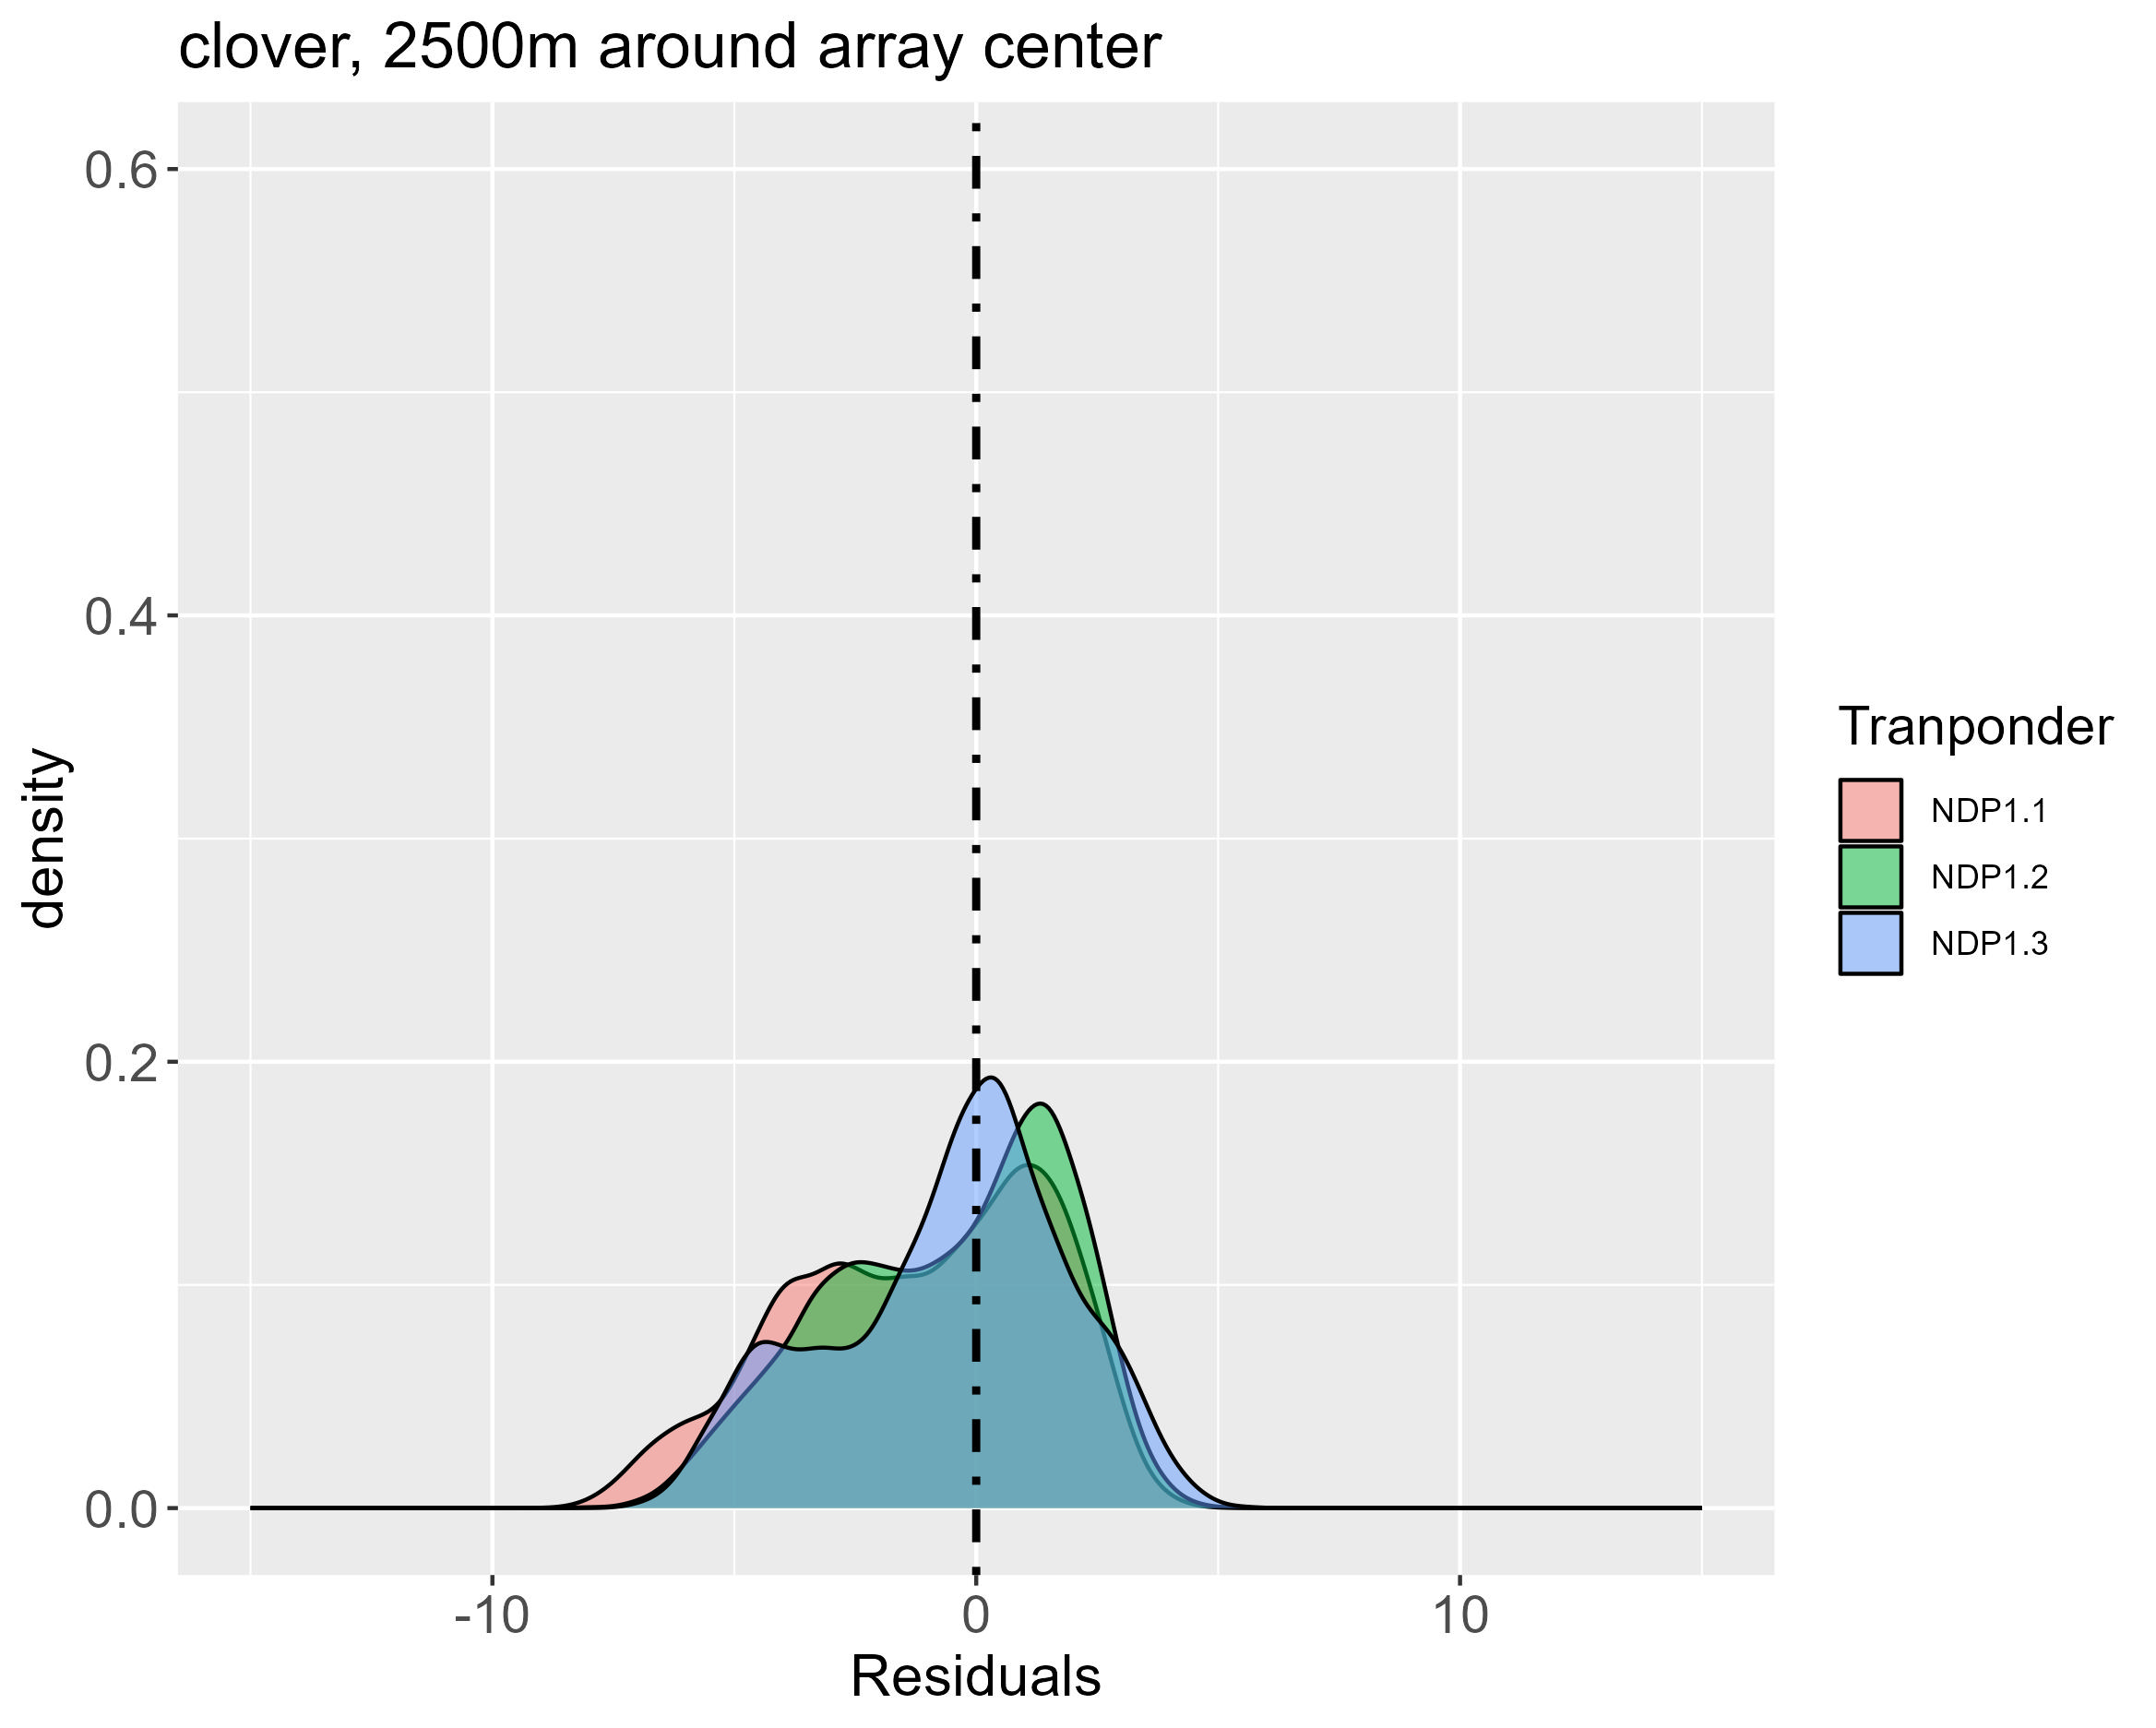 clover, 2500m around array center
0.6
0.4
0.2
0.0
density
-10 0 10
Residuals
Tranponder
NDP1.1
NDP1.2
NDP1.3